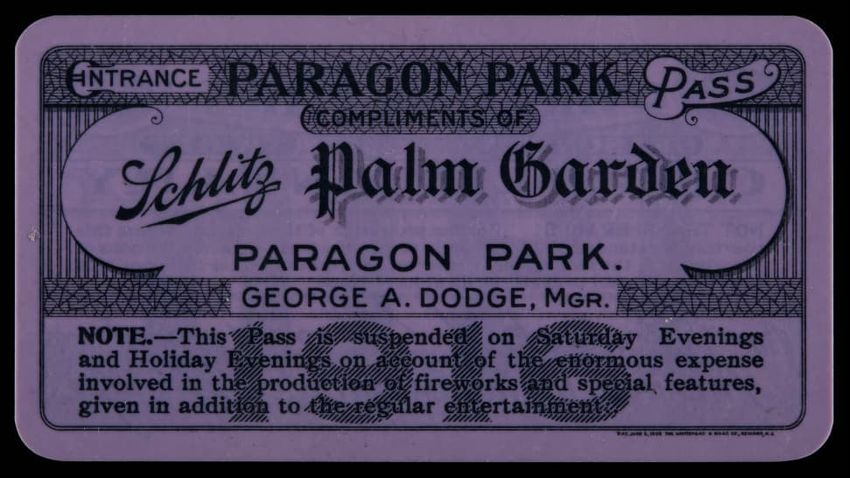 ENTRANCE PARAGON PARK PASS
COMPLIMENTS OF
Schlitz Palm Garden
PARAGON PARK.
GEORGE A. DODGE, MGR.
1916
NOTE.—This Pass is suspended on Saturday Evenings
and Holiday Evenings on account of the enormous expense
involved in the production of fireworks and special features,
given in addition to the regular entertainment.